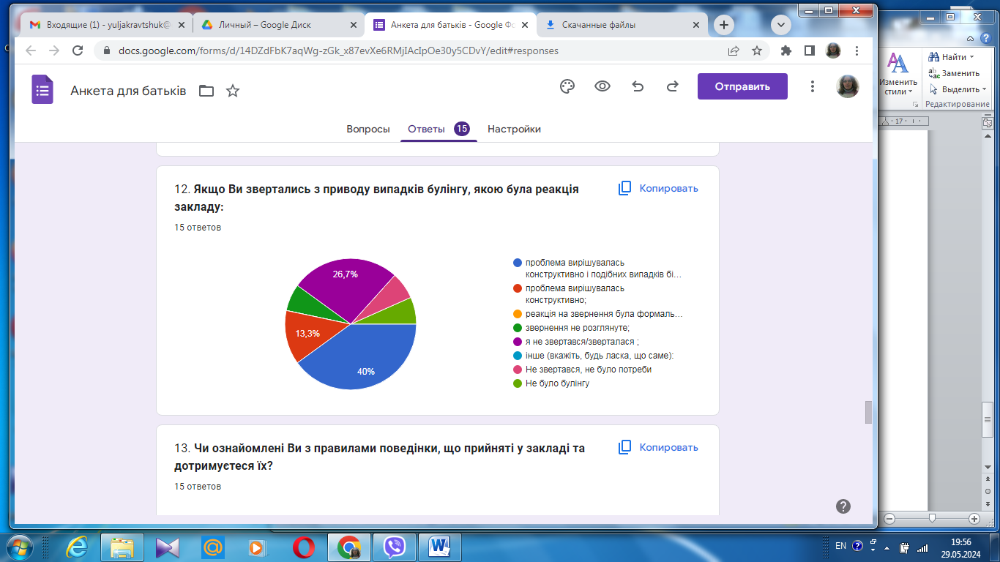 Входящие (1) - yuljakravtshuk@
Личный – Google Диск
Анкета для батьків - Google Фо
Скачанные файлы
docs.google.com/forms/d/14DZdFbK7aqWg-zGk_x87evXe6RMjIAcIpOe30y5CDvY/edit#responses
Анкета для батьків
Отправить
Вопросы
Ответы 15
Настройки
12. Якщо Ви звертались з приводу випадків булінгу, якою була реакція
закладу:
Копировать
15 ответов
26,7%
13,3%
40%
проблема вирішувалась
конструктивно і подібних випадків бі…
проблема вирішувалась
конструктивно;
реакція на звернення була формаль…
звернення не розглянуте;
я не звертався/зверталася ;
інше (вкажіть, будь ласка, що саме):
Не звертався, не було потреби
Не було булінгу
13. Чи ознайомлені Ви з правилами поведінки, що прийняті у закладі та
дотримуєтеся їх?
Копировать
15 ответов
Найти
Заменить
Выделить
Изменить
стили
Редактирование
17
EN
19:56
29.05.2024